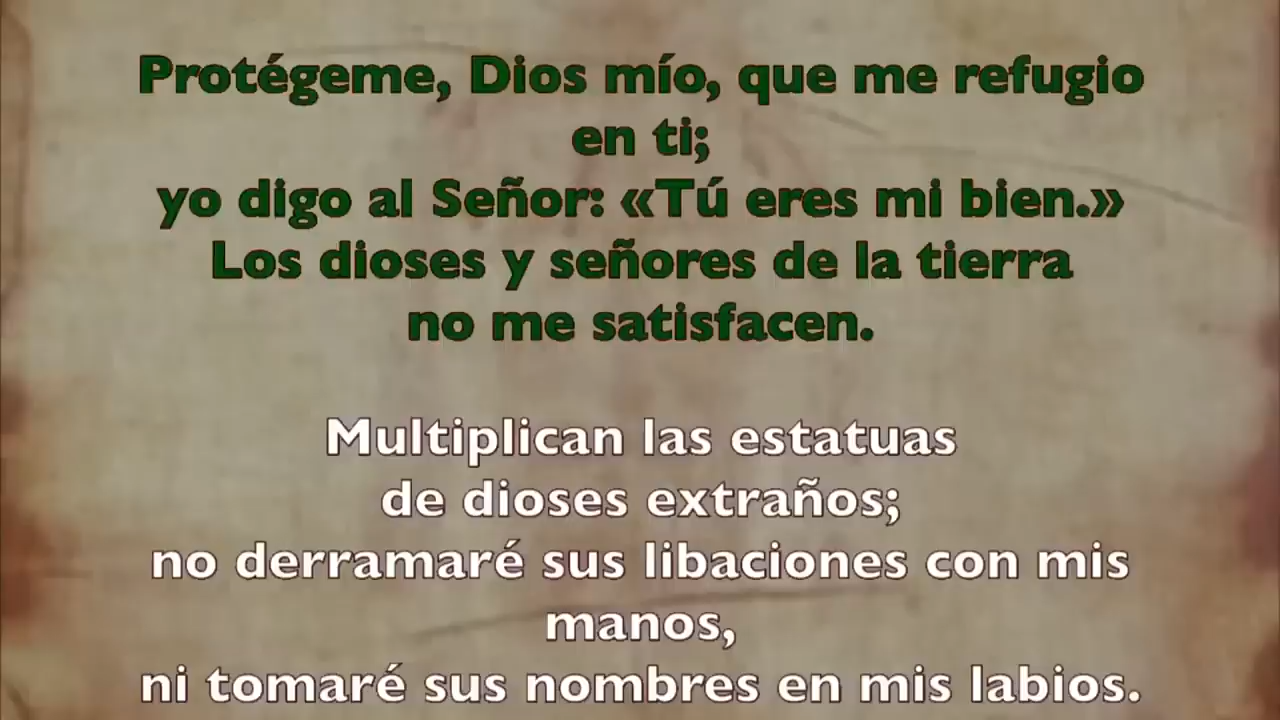 Protégeme, Dios mío, que me refugio
en ti;
yo digo al Señor: «Tú eres mi bien.»
Los dioses y señores de la tierra
no me satisfacen.
Multiplican las estatuas
de dioses extraños;
no derramaré sus libaciones con mis
manos,
ni tomaré sus nombres en mis labios.